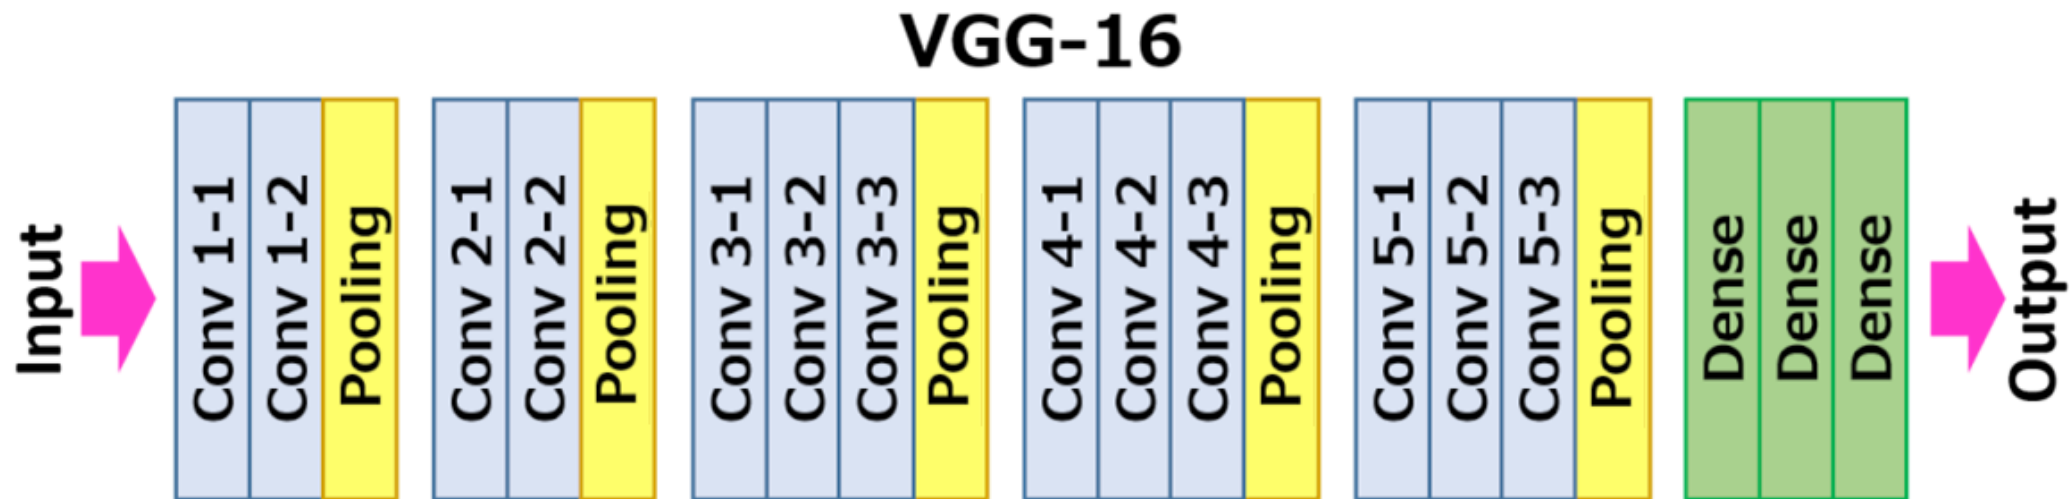 VGG-16
Input
Conv 1-1
Conv 1-2
Pooling
Conv 2-1
Conv 2-2
Pooling
Conv 3-1
Conv 3-2
Conv 3-3
Pooling
Conv 4-1
Conv 4-2
Conv 4-3
Pooling
Conv 5-1
Conv 5-2
Conv 5-3
Pooling
Dense
Dense
Dense
Output